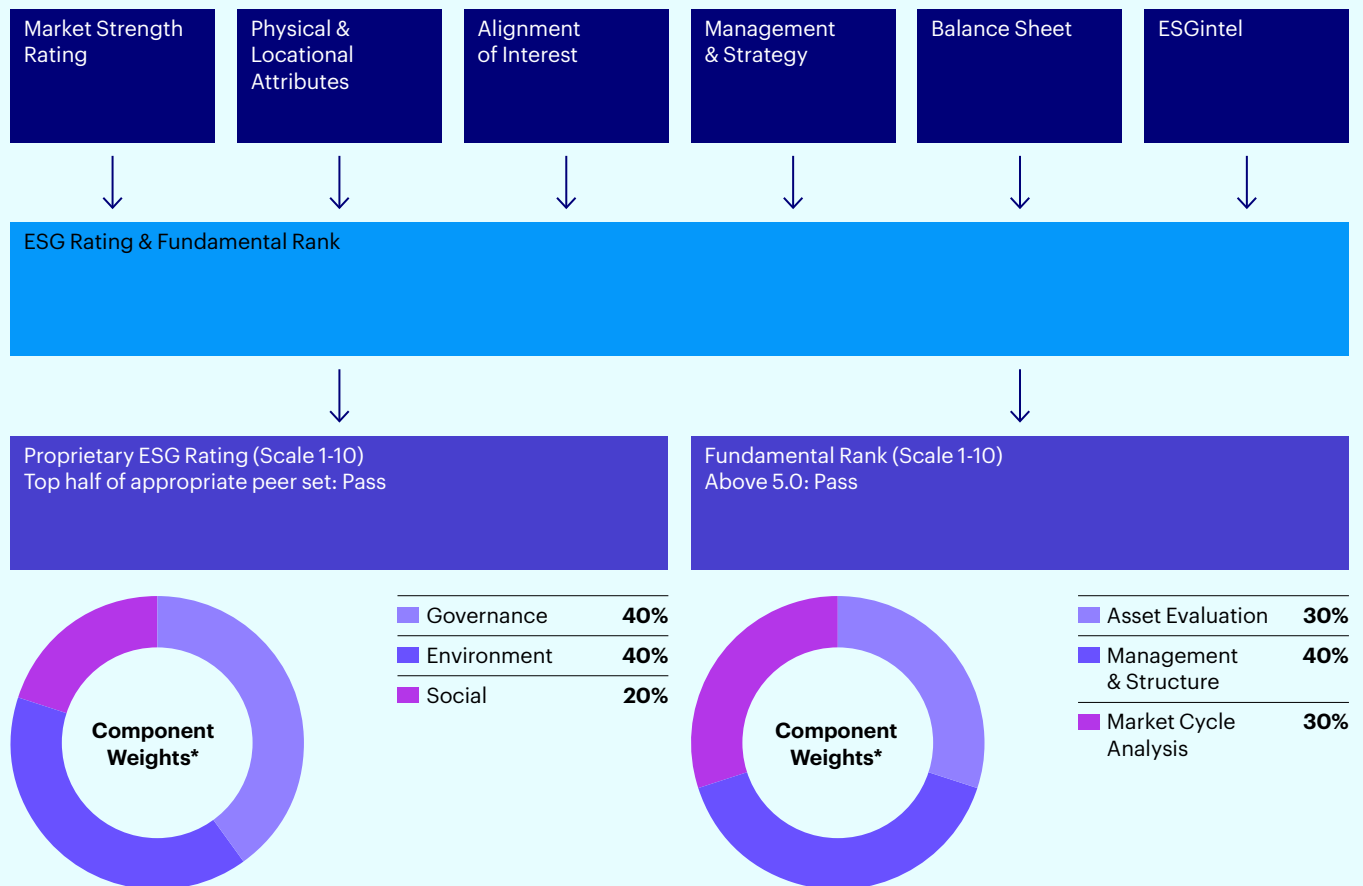 Market Strength
Rating
Physical &
Locational
Attributes
Alignment
of Interest
Management
& Strategy
Balance Sheet
ESGintel
ESG Rating & Fundamental Rank
Proprietary ESG Rating (Scale 1-10)
Top half of appropriate peer set: Pass
Fundamental Rank (Scale 1-10)
Above 5.0: Pass
Component
Weights*
Governance 40%
Environment 40%
Social 20%
Component
Weights*
Asset Evaluation 30%
Management 40%
& Structure
Market Cycle 30%
Analysis